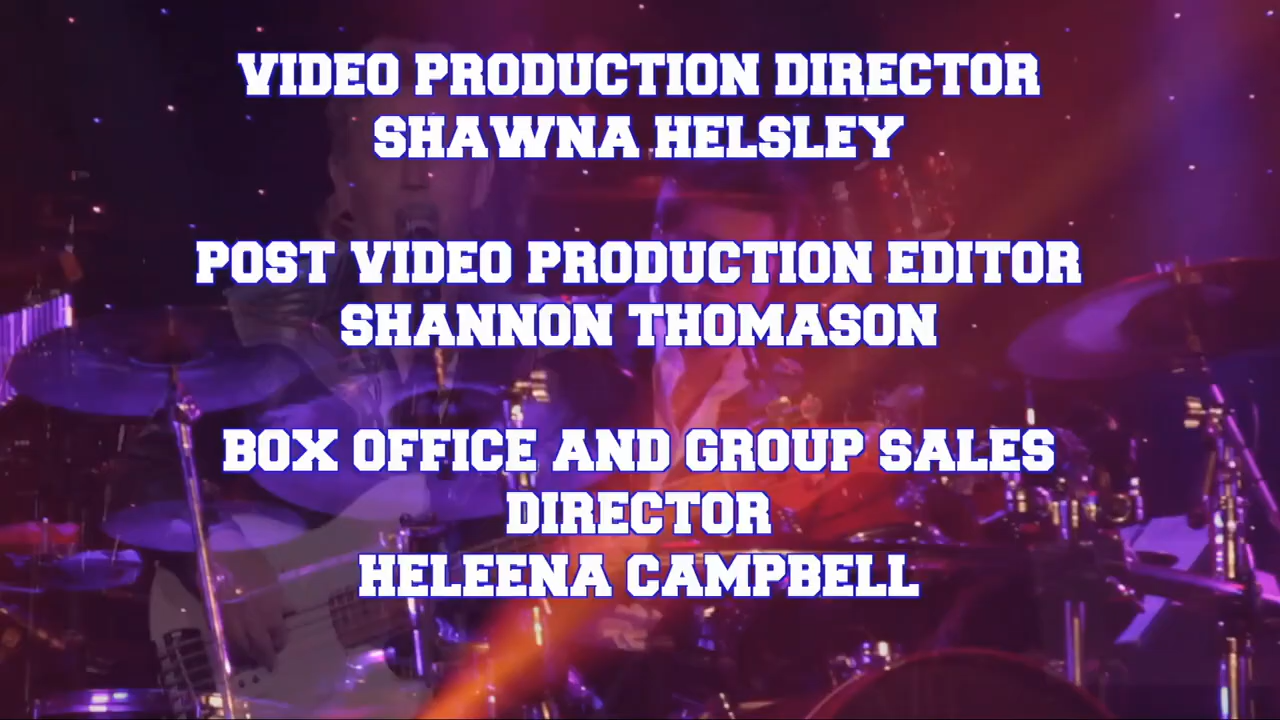 VIDEO PRODUCTION DIRECTOR
SHAWNA HELSLEY
POST VIDEO PRODUCTION EDITOR
SHANNON THOMASON
BOX OFFICE AND GROUP SALES
DIRECTOR
HELEENA CAMPBELL